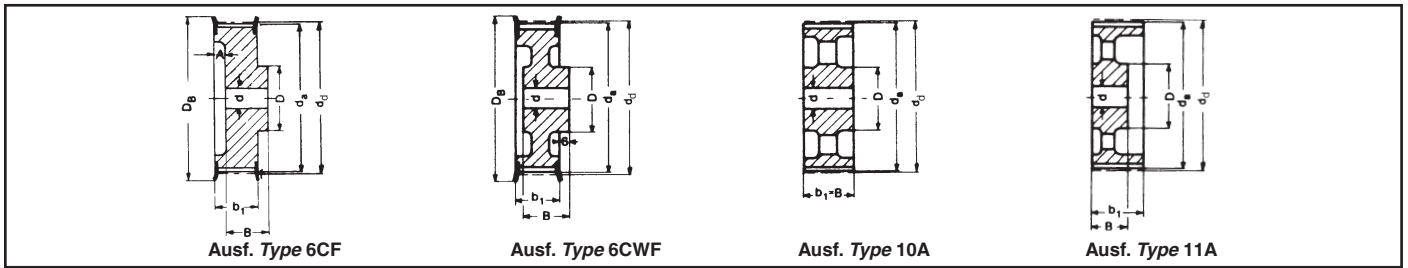 A
D_B
d
D
d_a
d_d
b_1
B
Ausf. Type 6CF
D_B
d
D
d_a
d_d
6
b_1
B
Ausf. Type 6CWF
d
D
d_a
d_d
b_1=B
Ausf. Type 10A
d
D
d_a
d_d
b_1
B
Ausf. Type 11A